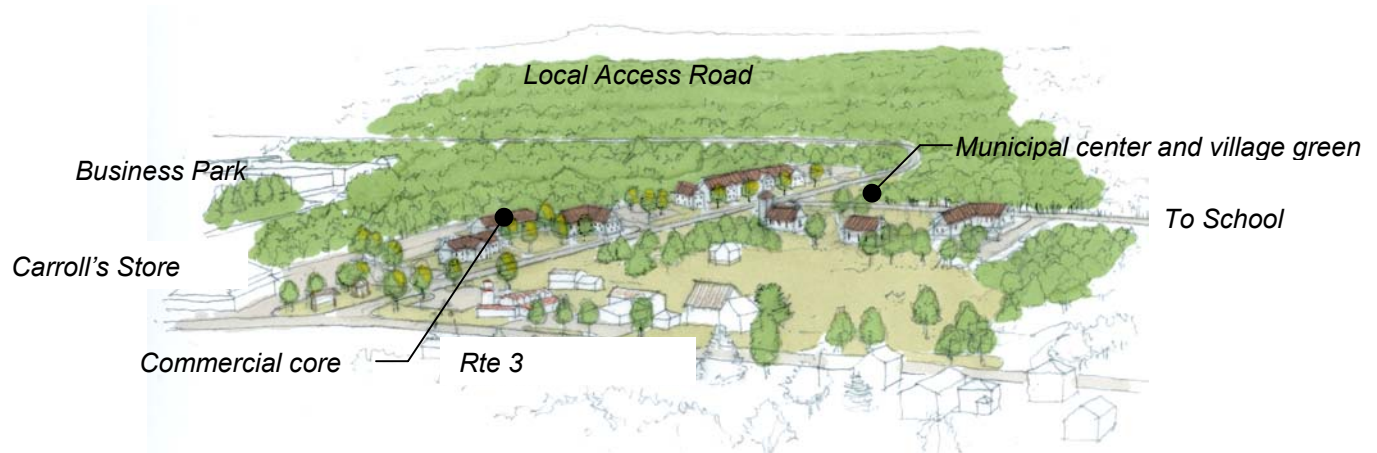 Local Access Road
Municipal center and village green
Business Park
To School
Carroll's Store
Commercial core
Rte 3